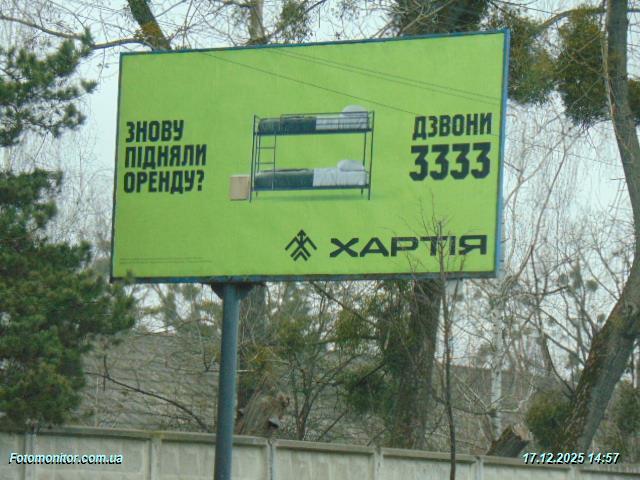 ЗНОВУ
ПІДНЯЛИ
ОРЕНДУ?
ДЗВОНИ
3333
ХАРТІЯ
Fotomonitor.com.ua
17.12.2025 14:57